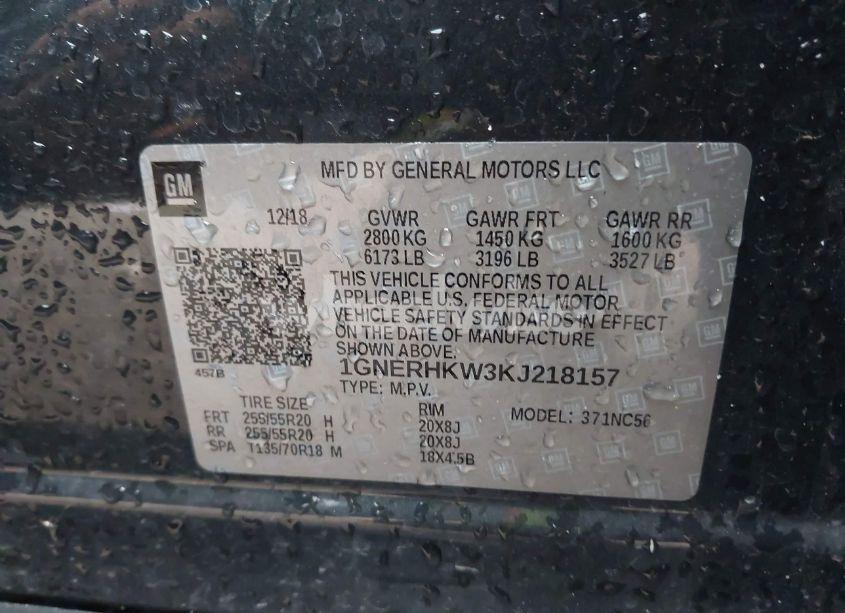 GM
MFD BY GENERAL MOTORS LLC
12/18 GVWR GAWR FRT GAWR RR
2800 KG 1450 KG 1600 KG
6173 LB 3196 LB 3527 LB
THIS VEHICLE CONFORMS TO ALL
APPLICABLE U.S. FEDERAL MOTOR
VEHICLE SAFETY STANDARDS IN EFFECT
ON THE DATE OF MANUFACTURE
SHOWN ABOVE.
457B 1GNERHKW3KJ218157
TYPE: M.P.V.
TIRE SIZE RIM MODEL: 371NC56
FRT 255/55R20 H 20X8J
RR 255/55R20 H 20X8J
SPA T135/70R18 M 18X4.5B